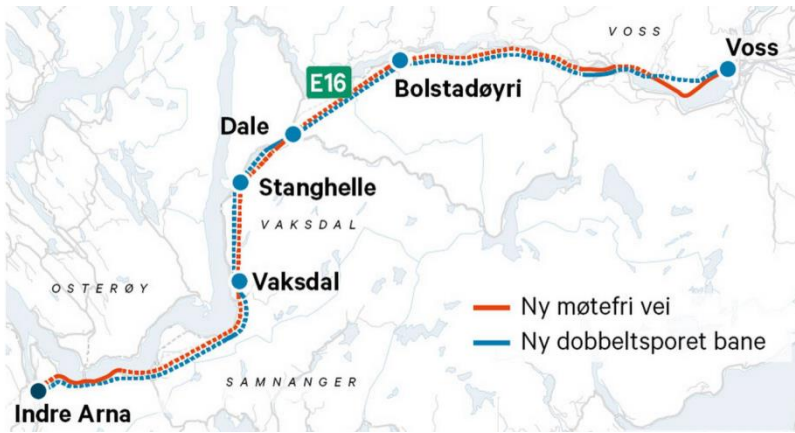 VOSS
Voss
E16
Bolstadøyri
Dale
Stanghelle
VAKSDAL
Vaksdal
OSTERØY
Ny møtefri vei
Ny dobbeltsporet bane
SAMNANGER
Indre Arna